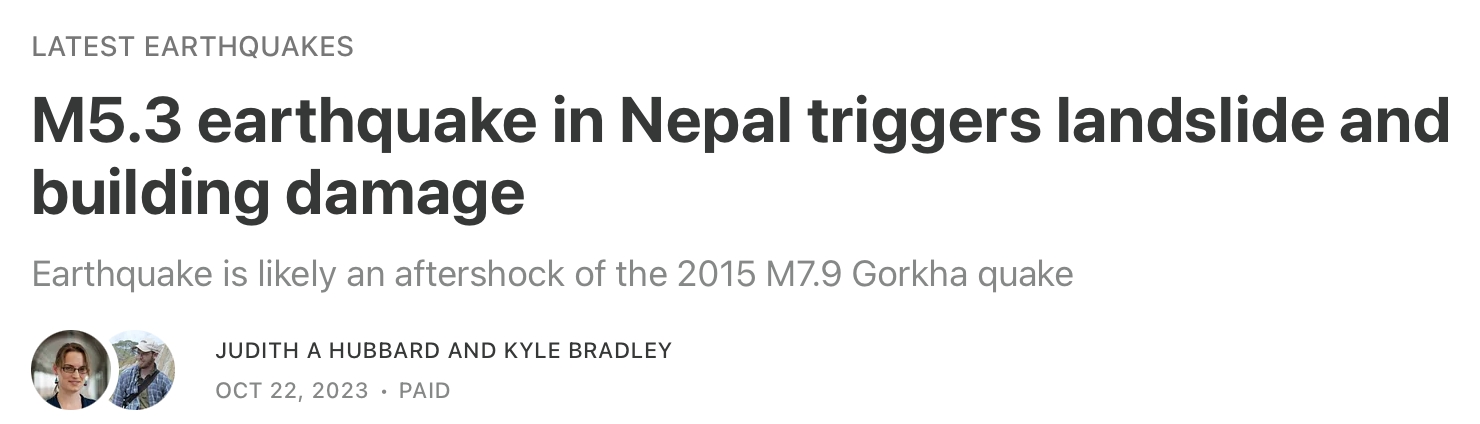 LATEST EARTHQUAKES
M5.3 earthquake in Nepal triggers landslide and
building damage
Earthquake is likely an aftershock of the 2015 M7.9 Gorkha quake
JUDITH A HUBBARD AND KYLE BRADLEY
OCT 22, 2023 · PAID